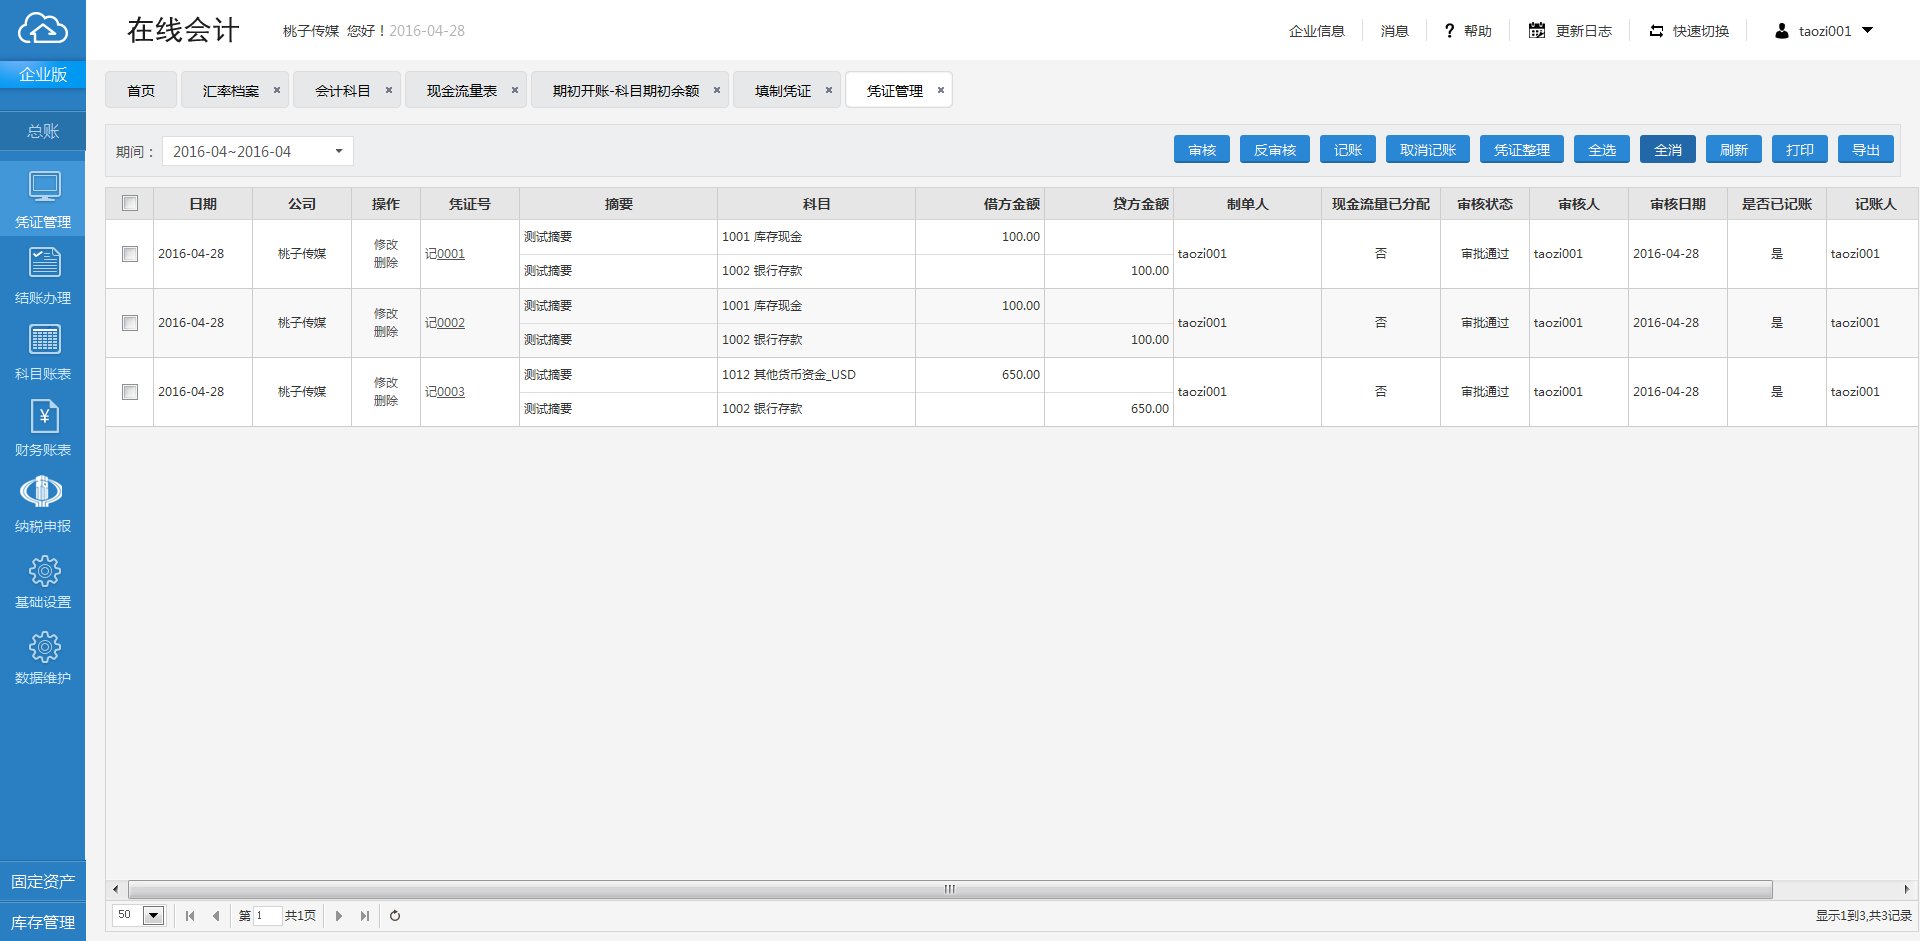 在线会计
桃子传媒 您好！2016-04-28
企业信息 消息 ? 帮助 更新日志 快速切换 taozi001
企业版
总账
凭证管理
结账办理
科目账表
财务账表
纳税申报
基础设置
数据维护
固定资产
库存管理
首页 汇率档案 × 会计科目 × 现金流量表 × 期初开账-科目期初余额 × 填制凭证 × 凭证管理 ×
期间： 2016-04~2016-04
审核 反审核 记账 取消记账 凭证整理 全选 全消 刷新 打印 导出
日期 公司 操作 凭证号 摘要 科目 借方金额 贷方金额 制单人 现金流量已分配 审核状态 审核人 审核日期 是否已记账 记账人
2016-04-28 桃子传媒 修改 删除 记0001 测试摘要 1001 库存现金 100.00 taozi001 否 审批通过 taozi001 2016-04-28 是 taozi001
测试摘要 1002 银行存款 100.00
2016-04-28 桃子传媒 修改 删除 记0002 测试摘要 1001 库存现金 100.00 taozi001 否 审批通过 taozi001 2016-04-28 是 taozi001
测试摘要 1002 银行存款 100.00
2016-04-28 桃子传媒 修改 删除 记0003 测试摘要 1012 其他货币资金_USD 650.00 taozi001 否 审批通过 taozi001 2016-04-28 是 taozi001
测试摘要 1002 银行存款 650.00
50 第 1 共1页
显示1到3,共3记录